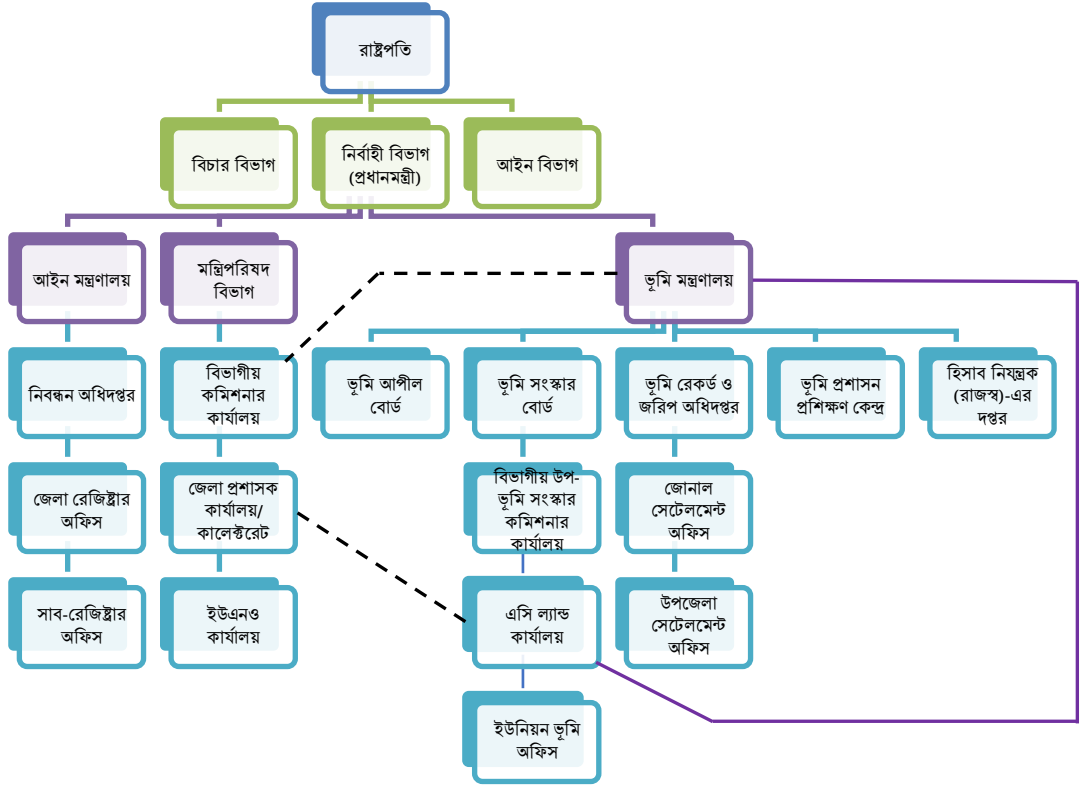 রাষ্ট্রপতি
বিচার বিভাগ
নির্বাহী বিভাগ
(প্রধানমন্ত্রী)
আইন বিভাগ
আইন মন্ত্রণালয়
মন্ত্রিপরিষদ
বিভাগ
ভূমি মন্ত্রণালয়
নিবন্ধন অধিদপ্তর
বিভাগীয়
কমিশনার
কার্যালয়
ভূমি আপীল
বোর্ড
ভূমি সংস্কার
বোর্ড
ভূমি রেকর্ড ও
জরিপ অধিদপ্তর
ভূমি প্রশাসন
প্রশিক্ষণ কেন্দ্র
হিসাব নিয়ন্ত্রক
(রাজস্ব)-এর
দপ্তর
জেলা রেজিষ্ট্রার
অফিস
জেলা প্রশাসক
কার্যালয়/
কালেক্টরেট
বিভাগীয় উপ-
ভূমি সংস্কার
কমিশনার
কার্যালয়
জোনাল
সেটেলমেন্ট
অফিস
সাব-রেজিষ্ট্রার
অফিস
ইউএনও
কার্যালয়
এসি ল্যান্ড
কার্যালয়
উপজেলা
সেটেলমেন্ট
অফিস
ইউনিয়ন ভূমি
অফিস